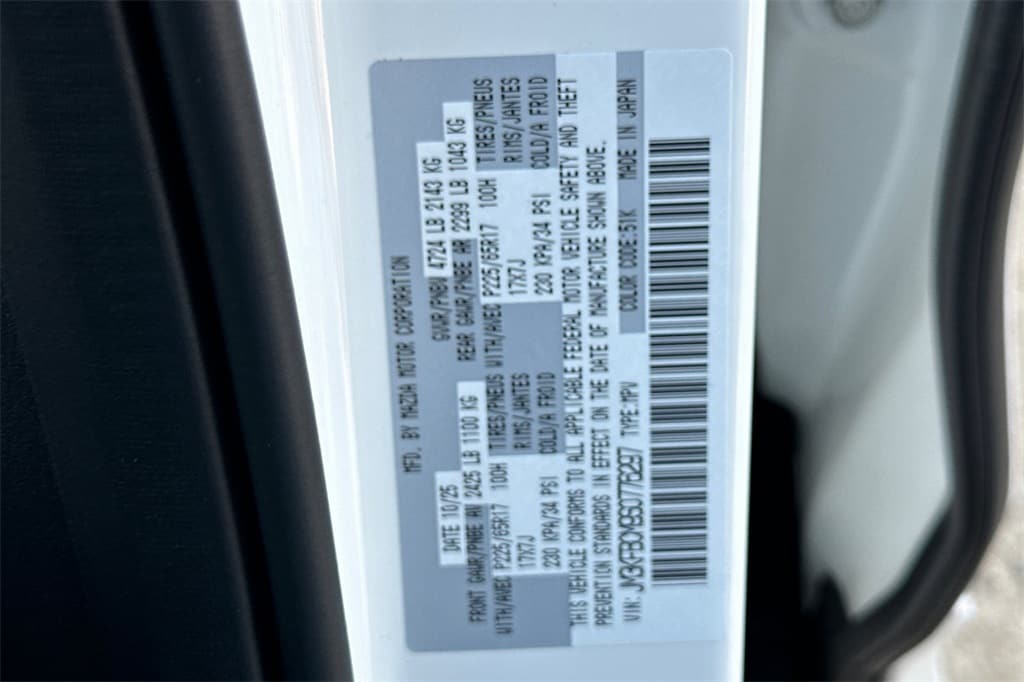 MFD. BY MAZDA MOTOR CORPORATION
DATE 10/25 GVWR/PNBV 4724 LB 2143 KG
FRONT GAWR/PNBE AV 2425 LB 1100 KG REAR GAWR/PNBE AR 2299 LB 1043 KG
WITH/AVEC P225/65R17 100H TIRES/PNEUS WITH/AVEC P225/65R17 100H TIRES/PNEUS
17X7J RIMS/JANTES 17X7J RIMS/JANTES
230 KPA/34 PSI COLD/A FROID 230 KPA/34 PSI COLD/A FROID
THIS VEHICLE CONFORMS TO ALL APPLICABLE FEDERAL MOTOR VEHICLE SAFETY AND THEFT
PREVENTION STANDARDS IN EFFECT ON THE DATE OF MANUFACTURE SHOWN ABOVE.
VIN: JM3KFBCM9S0776297 TYPE:MPV COLOR CODE:51K MADE IN JAPAN